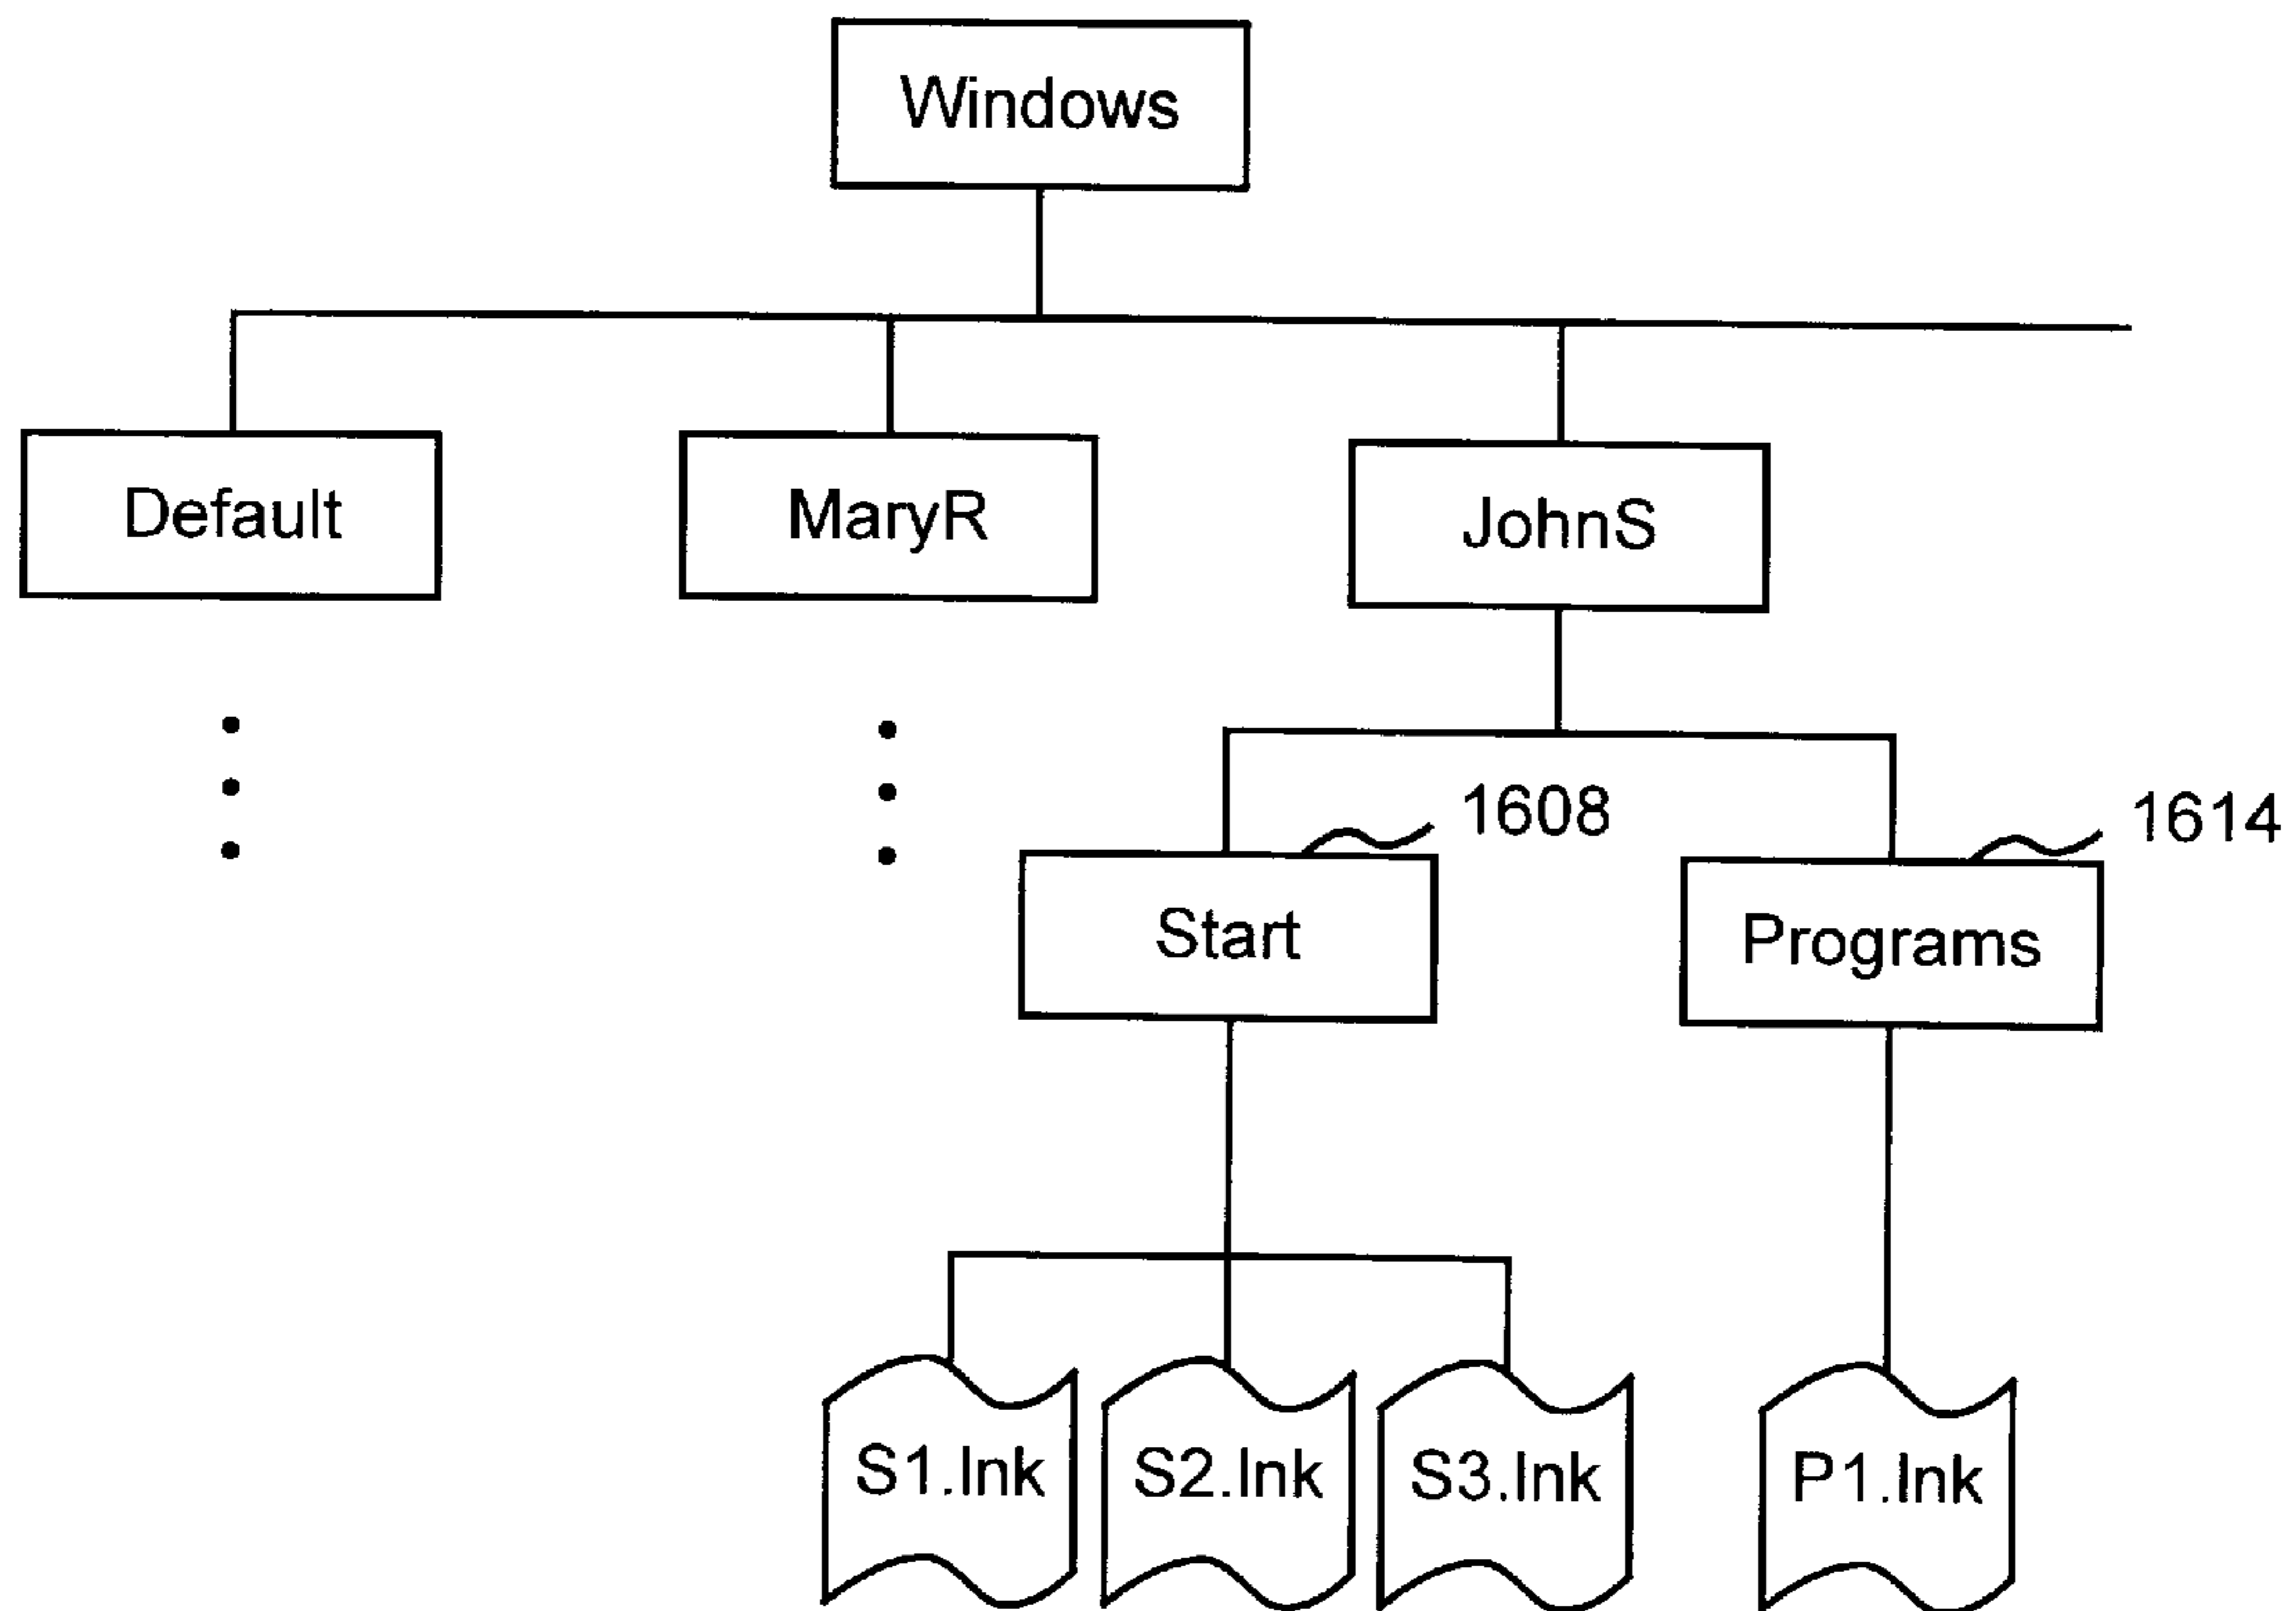 Windows
Default
MaryR
JohnS
1608
1614
Start
Programs
S1.lnk
S2.lnk
S3.lnk
P1.lnk